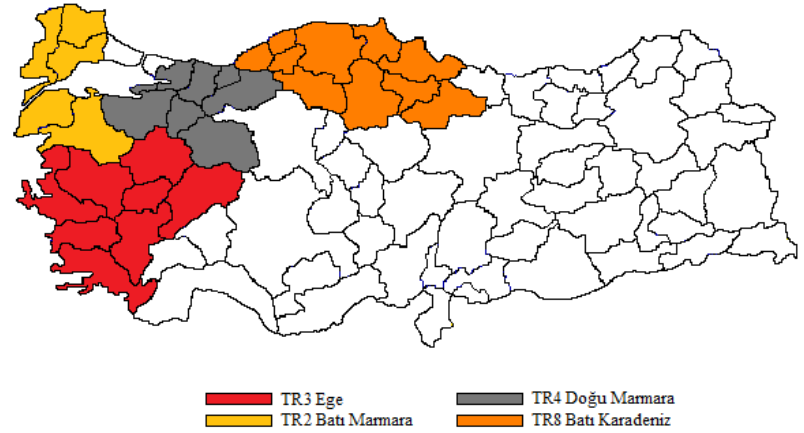 TR3 Ege
TR4 Doğu Marmara
TR2 Batı Marmara
TR8 Batı Karadeniz